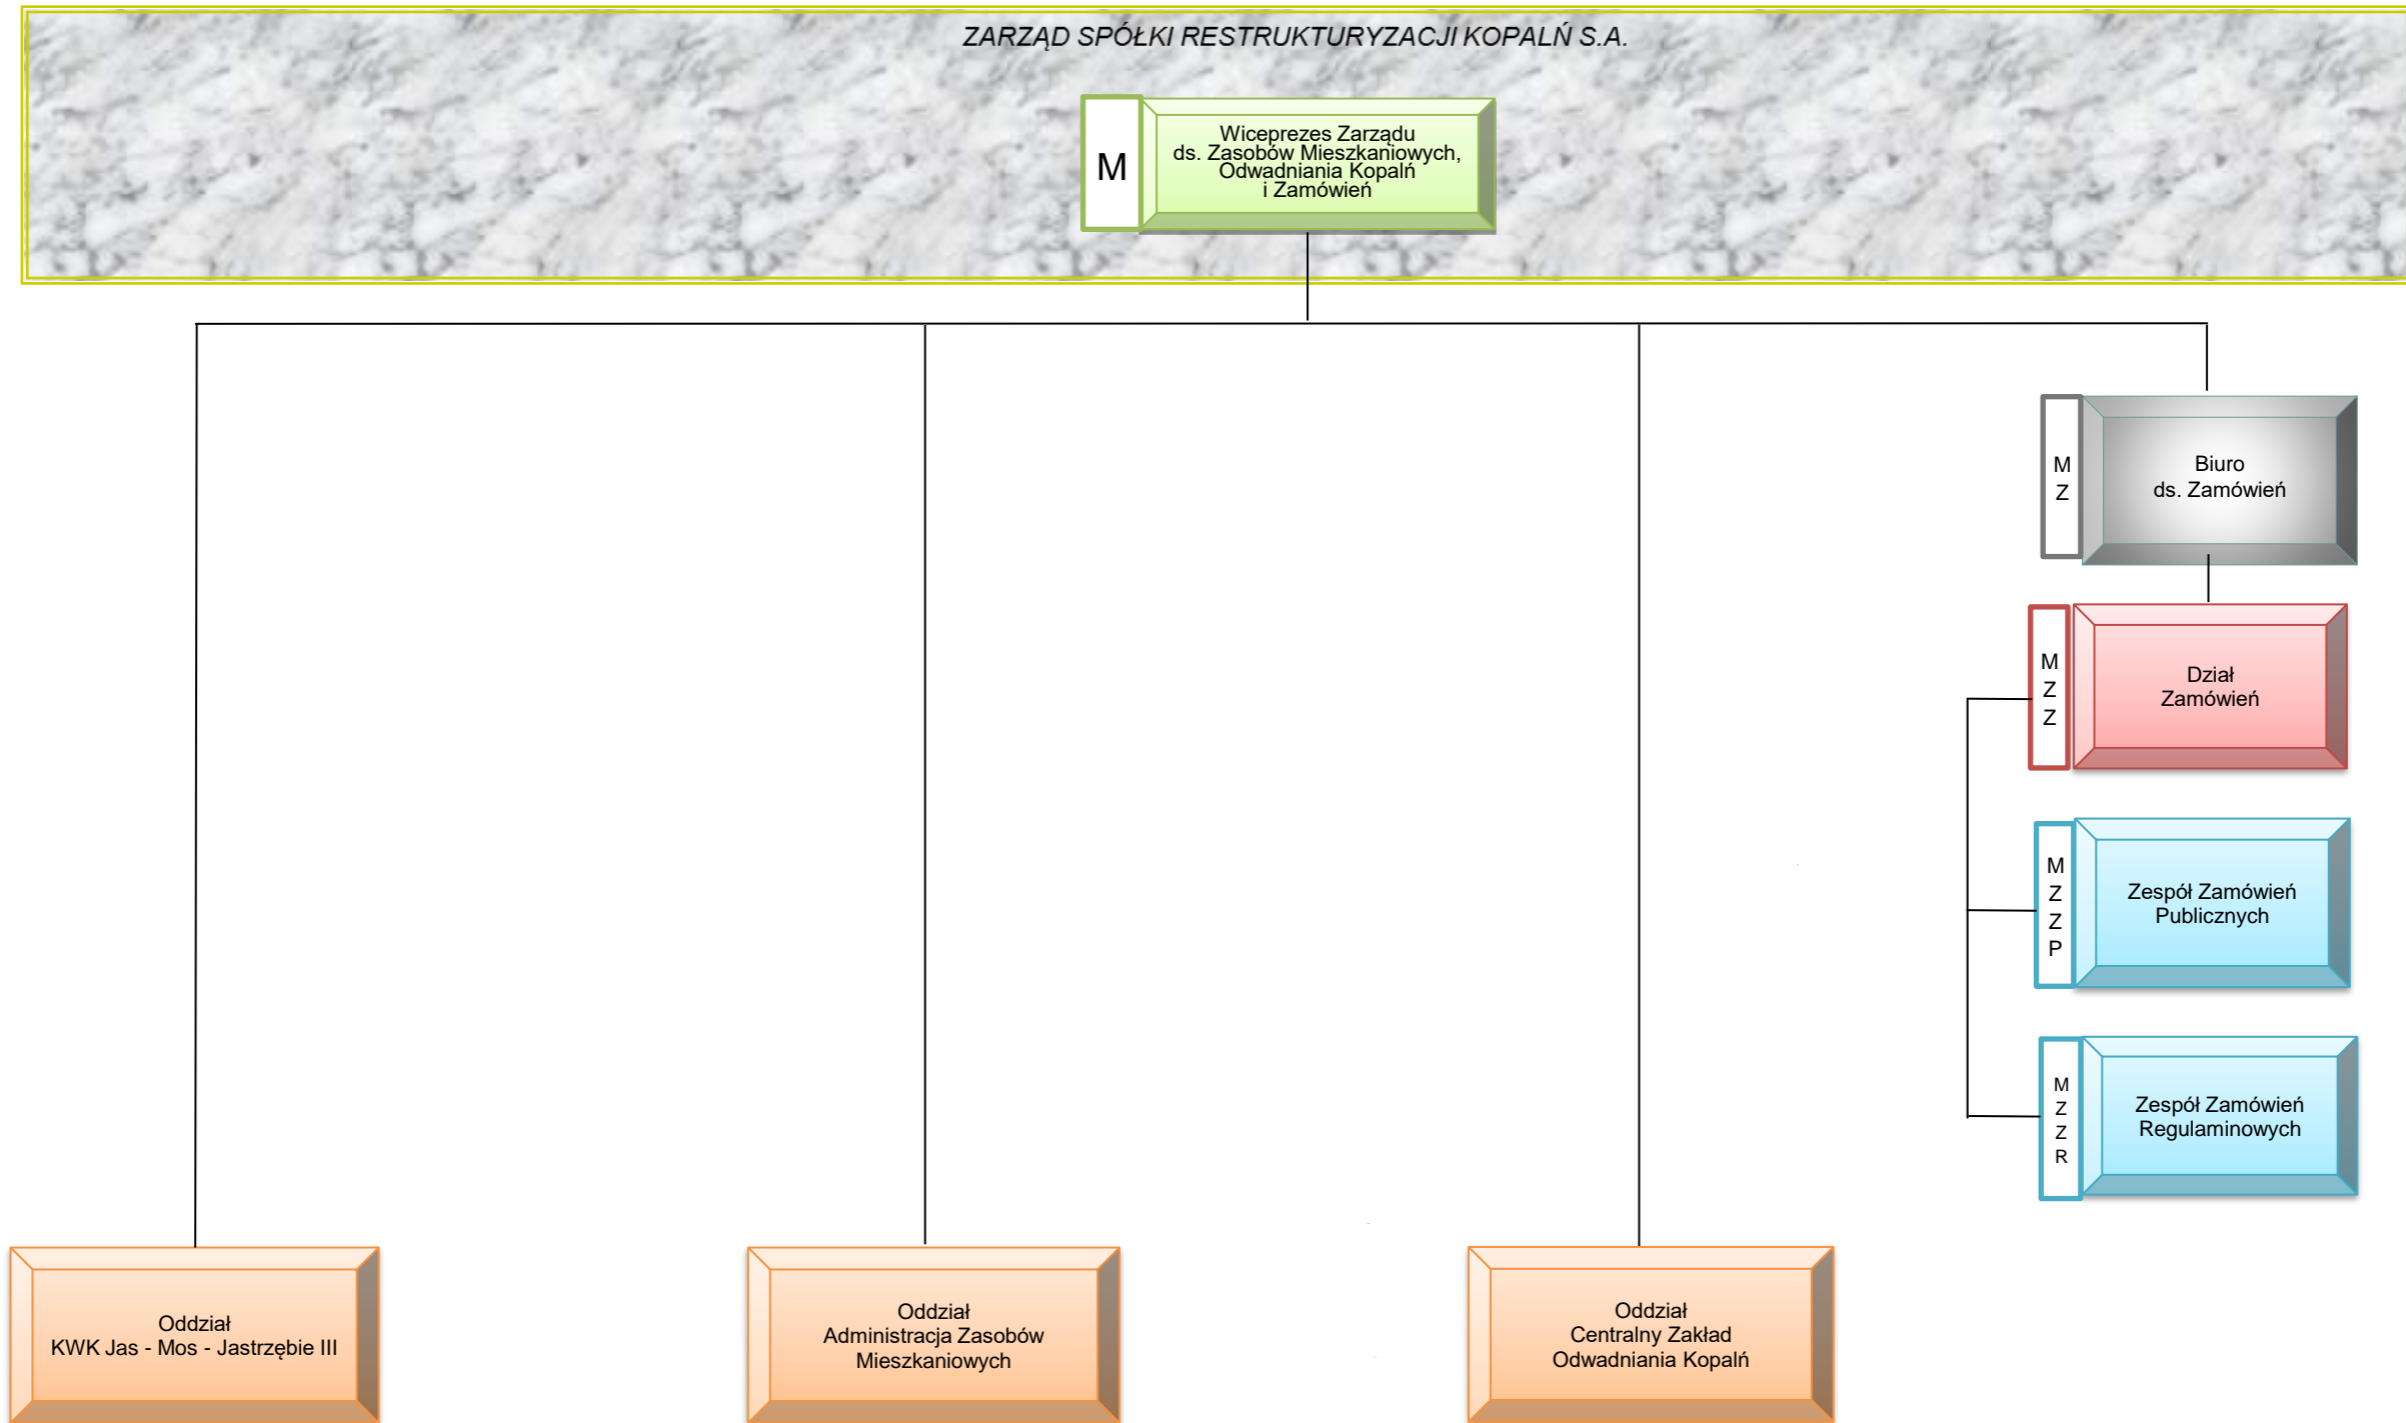 ZARZĄD SPÓŁKI RESTRUKTURYZACJI KOPALŃ S.A.
M
Wiceprezes Zarządu
ds. Zasobów Mieszkaniowych,
Odwadniania Kopalń
i Zamówień
M
Z
Biuro
ds. Zamówień
M
Z
Z
Dział
Zamówień
M
Z
Z
P
Zespół Zamówień
Publicznych
M
Z
Z
R
Zespół Zamówień
Regulaminowych
Oddział
KWK Jas - Mos - Jastrzębie III
Oddział
Administracja Zasobów
Mieszkaniowych
Oddział
Centralny Zakład
Odwadniania Kopalń